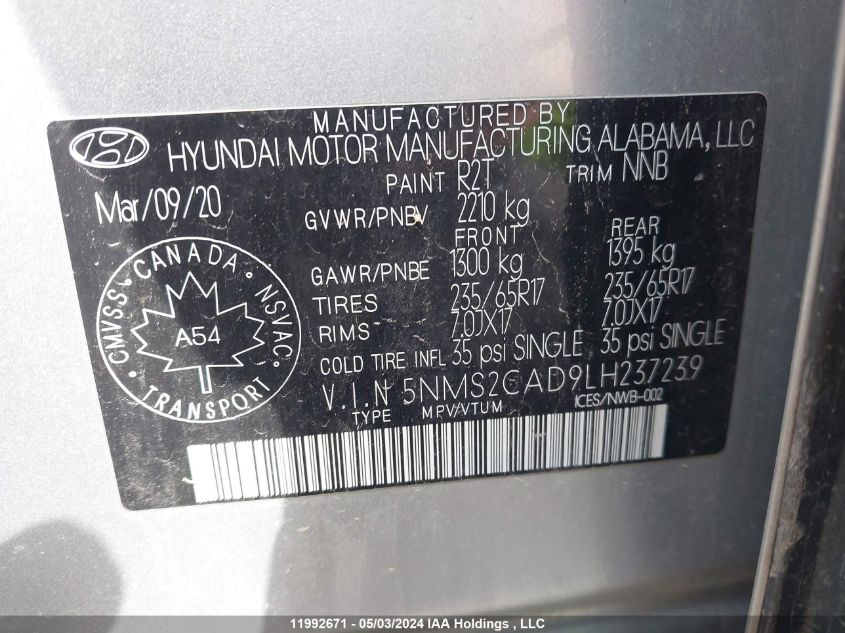 MANUFACTURED BY
HYUNDAI MOTOR MANUFACTURING ALABAMA, LLC
Mar/09/20
PAINT R2T TRIM NNB
GVWR/PNBV 2210 kg
FRONT REAR
GAWR/PNBE 1300 kg 1395 kg
TIRES 235/65R17 235/65R17
RIMS 7.0JX17 7.0JX17
COLD TIRE INFL 35 psi SINGLE 35 psi SINGLE
V.I.N 5NMS2CAD9LH237239
TYPE MPV/VTUM ICES/NWB-002
CMVSS CANADA NSVAC
A54
TRANSPORT
11992671 - 05/03/2024 IAA Holdings , LLC